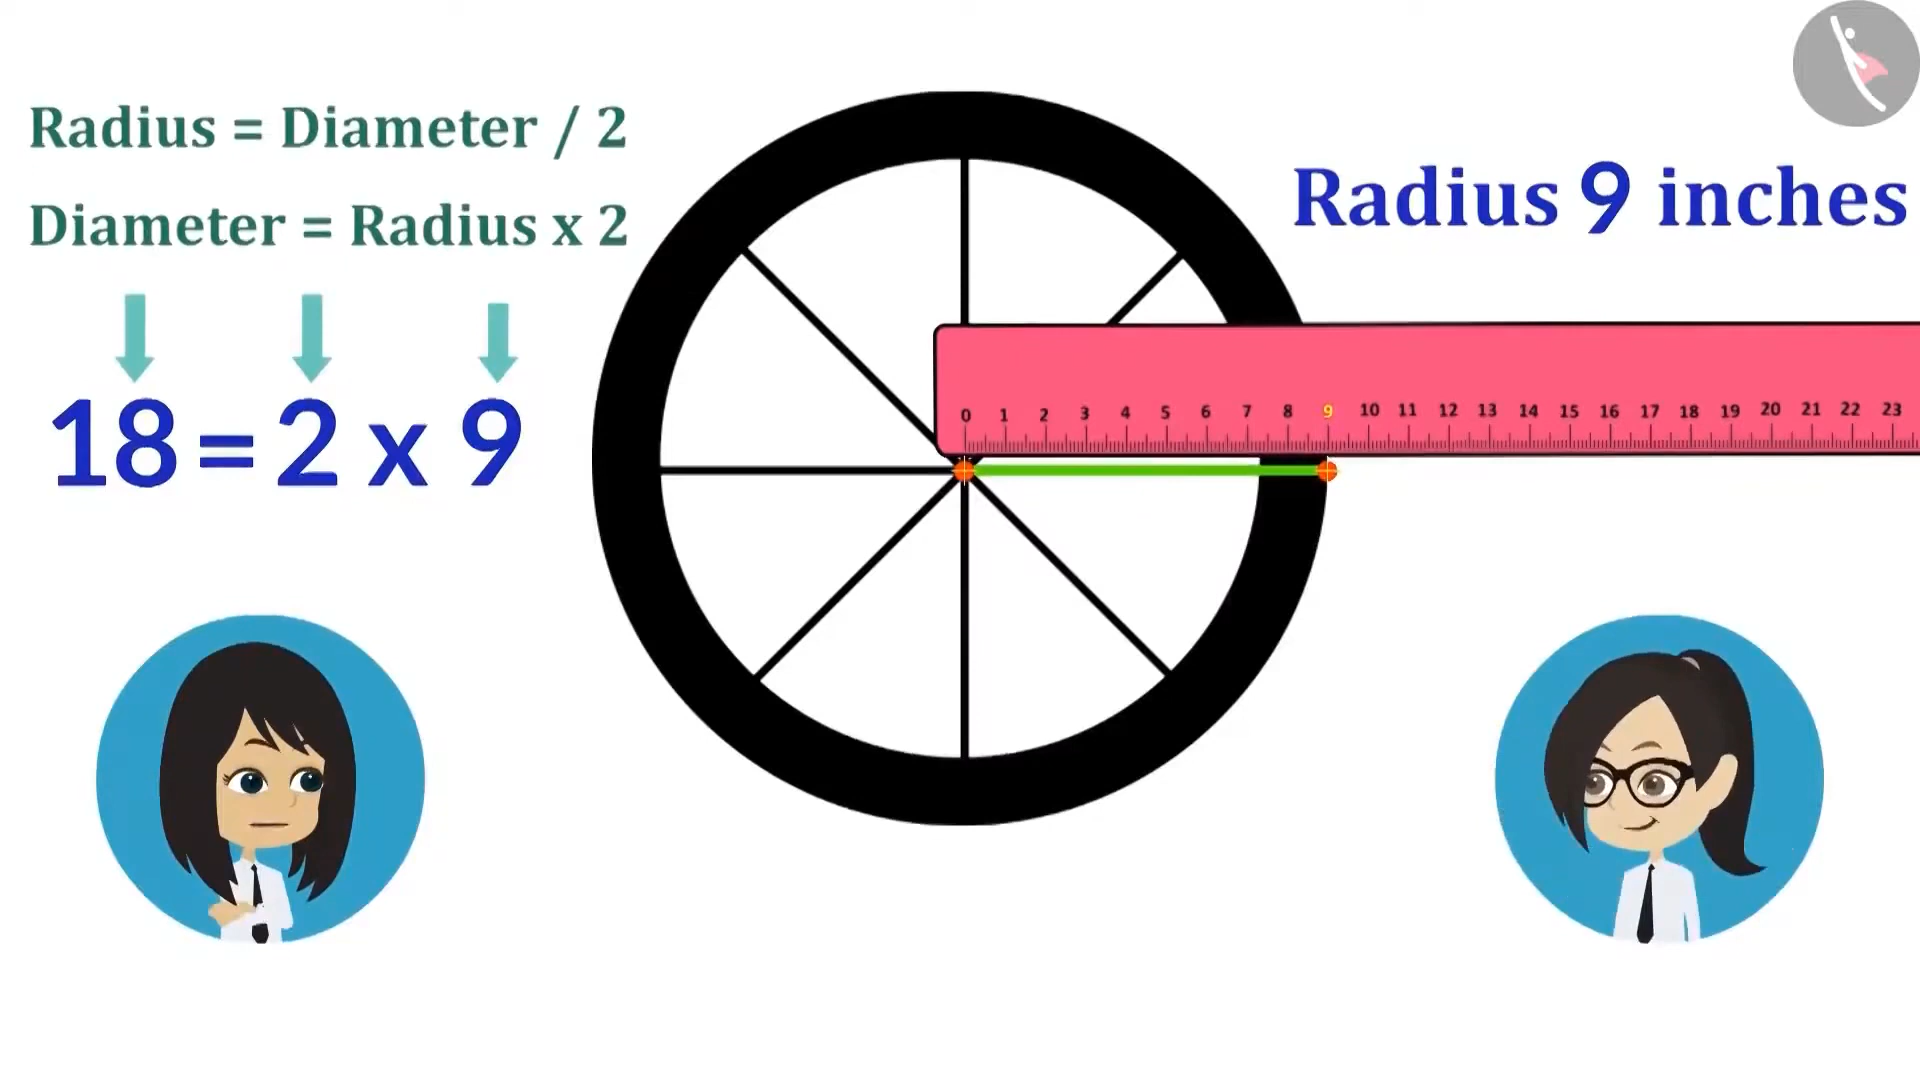 Radius = Diameter / 2
Diameter = Radius x 2
18 = 2 x 9
Radius 9 inches
0 1 2 3 4 5 6 7 8 9 10 11 12 13 14 15 16 17 18 19 20 21 22 23